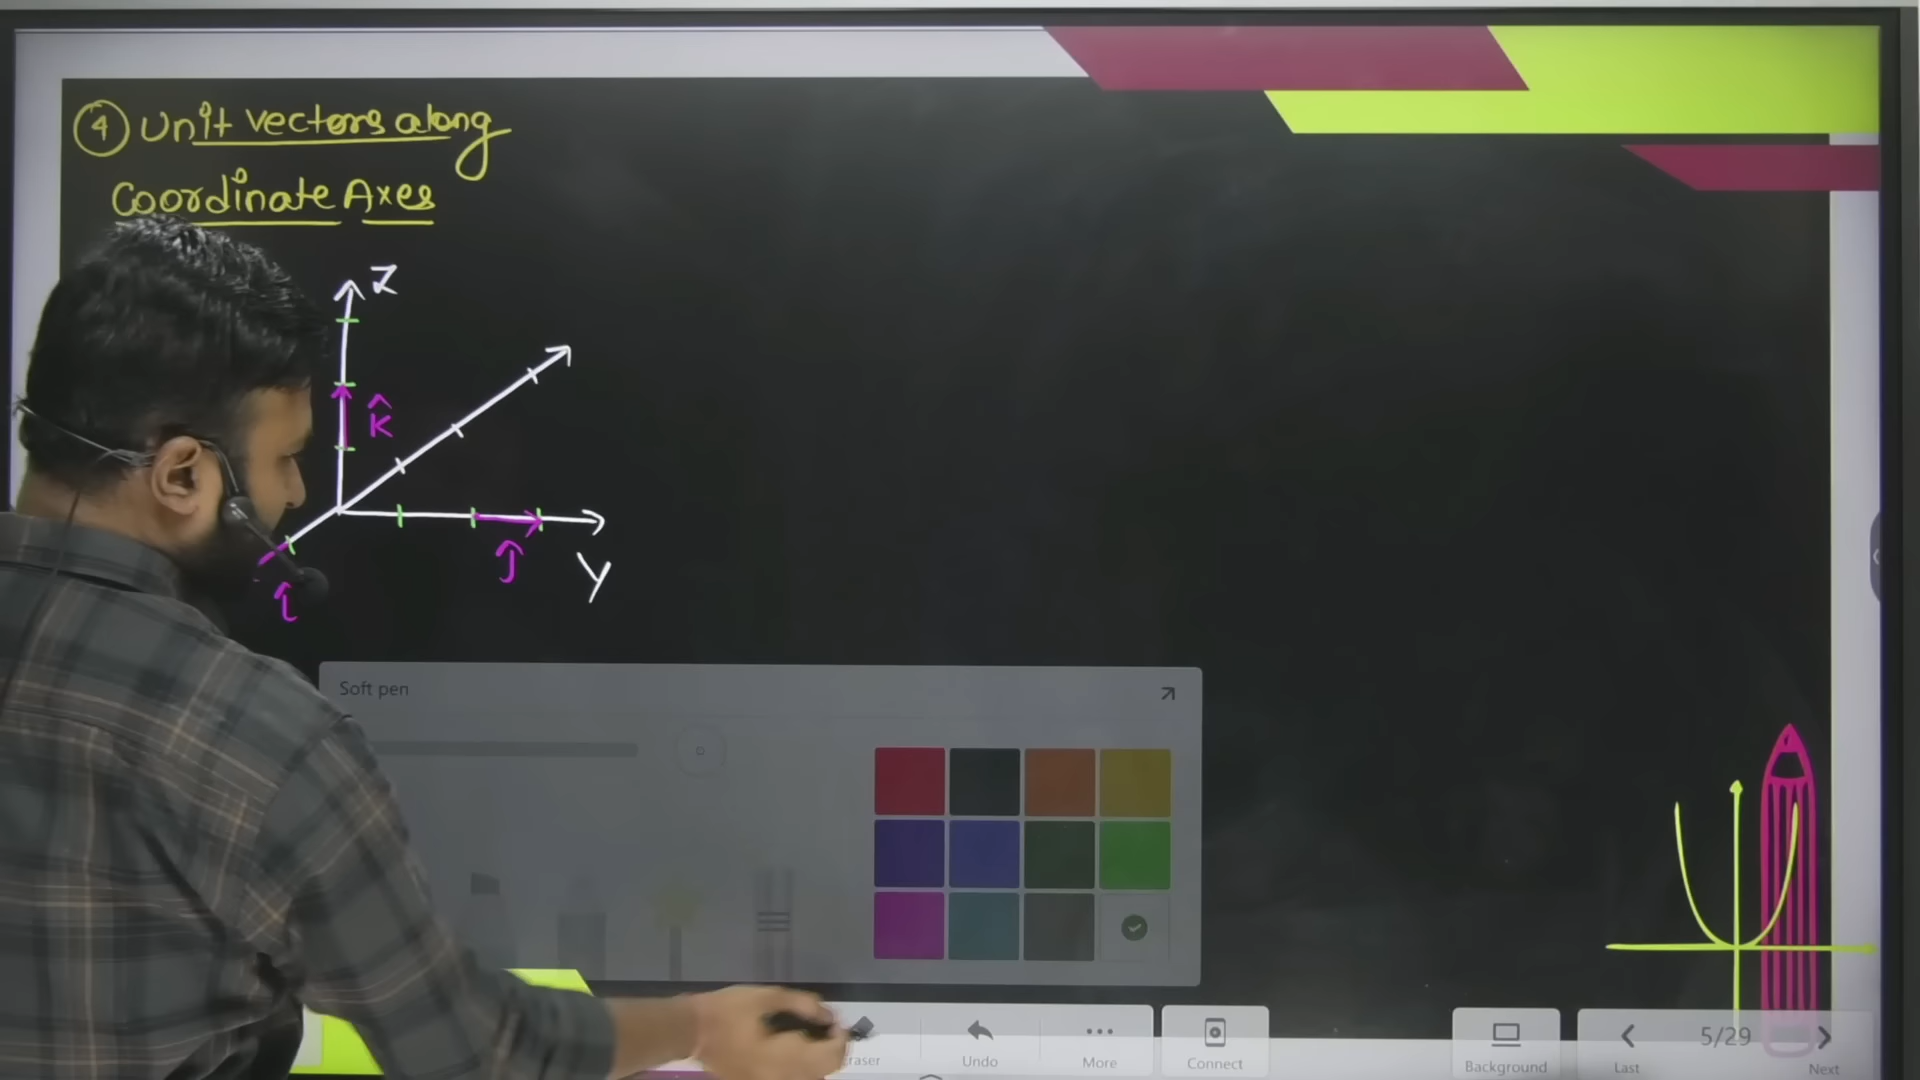 ④ Unit vectors along
Coordinate Axes
Z
k̂
ĵ
Y
î
Soft pen
Undo
More
Connect
Background
Last
5/29
Next